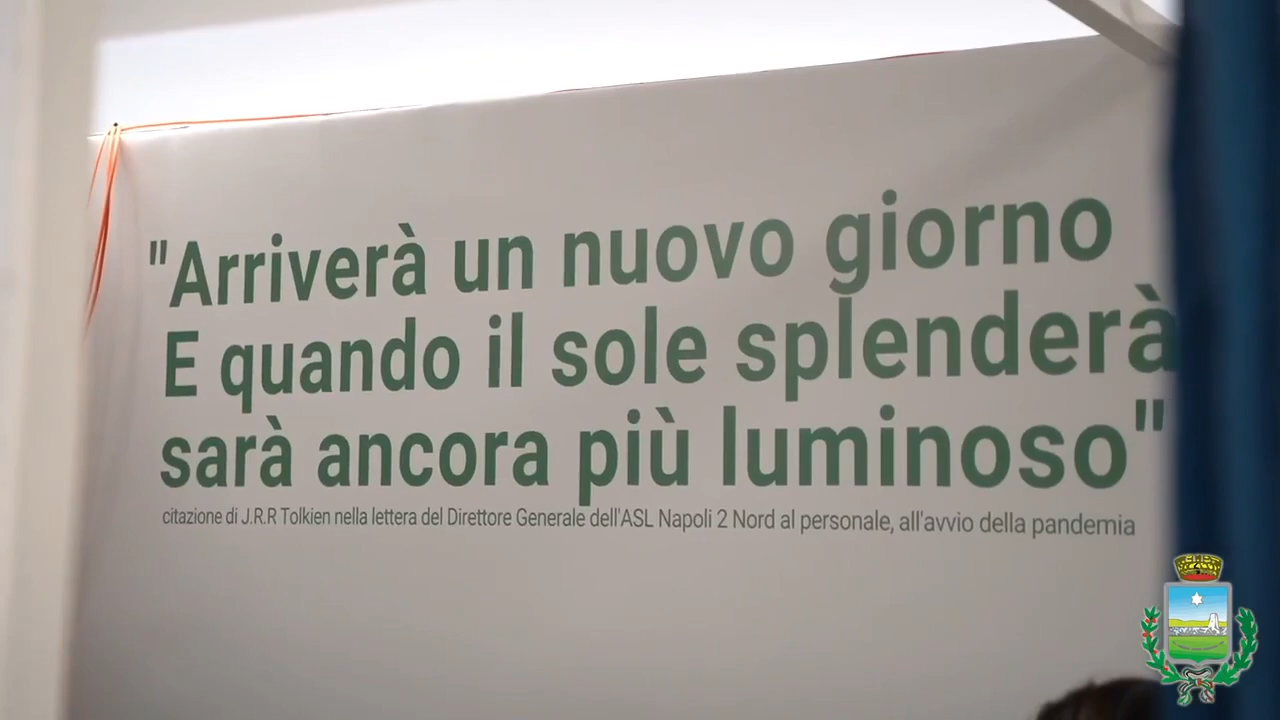 "Arriverà un nuovo giorno
E quando il sole splenderà
sarà ancora più luminoso"
citazione di J.R.R Tolkien nella lettera del Direttore Generale dell'ASL Napoli 2 Nord al personale, all'avvio della pandemia